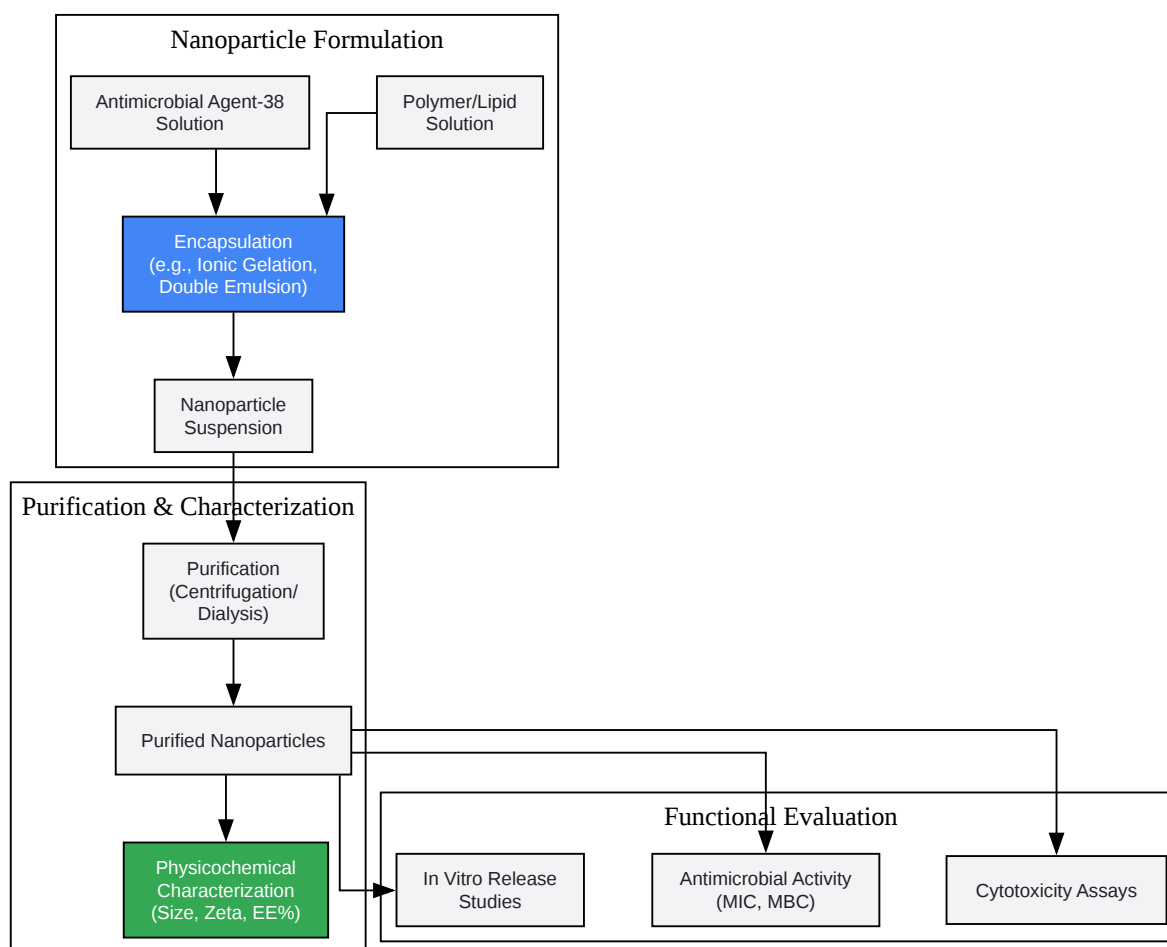 Nanoparticle Formulation
Antimicrobial Agent-38
Solution
Polymer/Lipid
Solution
Encapsulation
(e.g., Ionic Gelation,
Double Emulsion)
Nanoparticle
Suspension
Purification & Characterization
Purification
(Centrifugation/
Dialysis)
Purified Nanoparticles
Physicochemical
Characterization
(Size, Zeta, EE%)
Functional Evaluation
In Vitro Release
Studies
Antimicrobial Activity
(MIC, MBC)
Cytotoxicity Assays